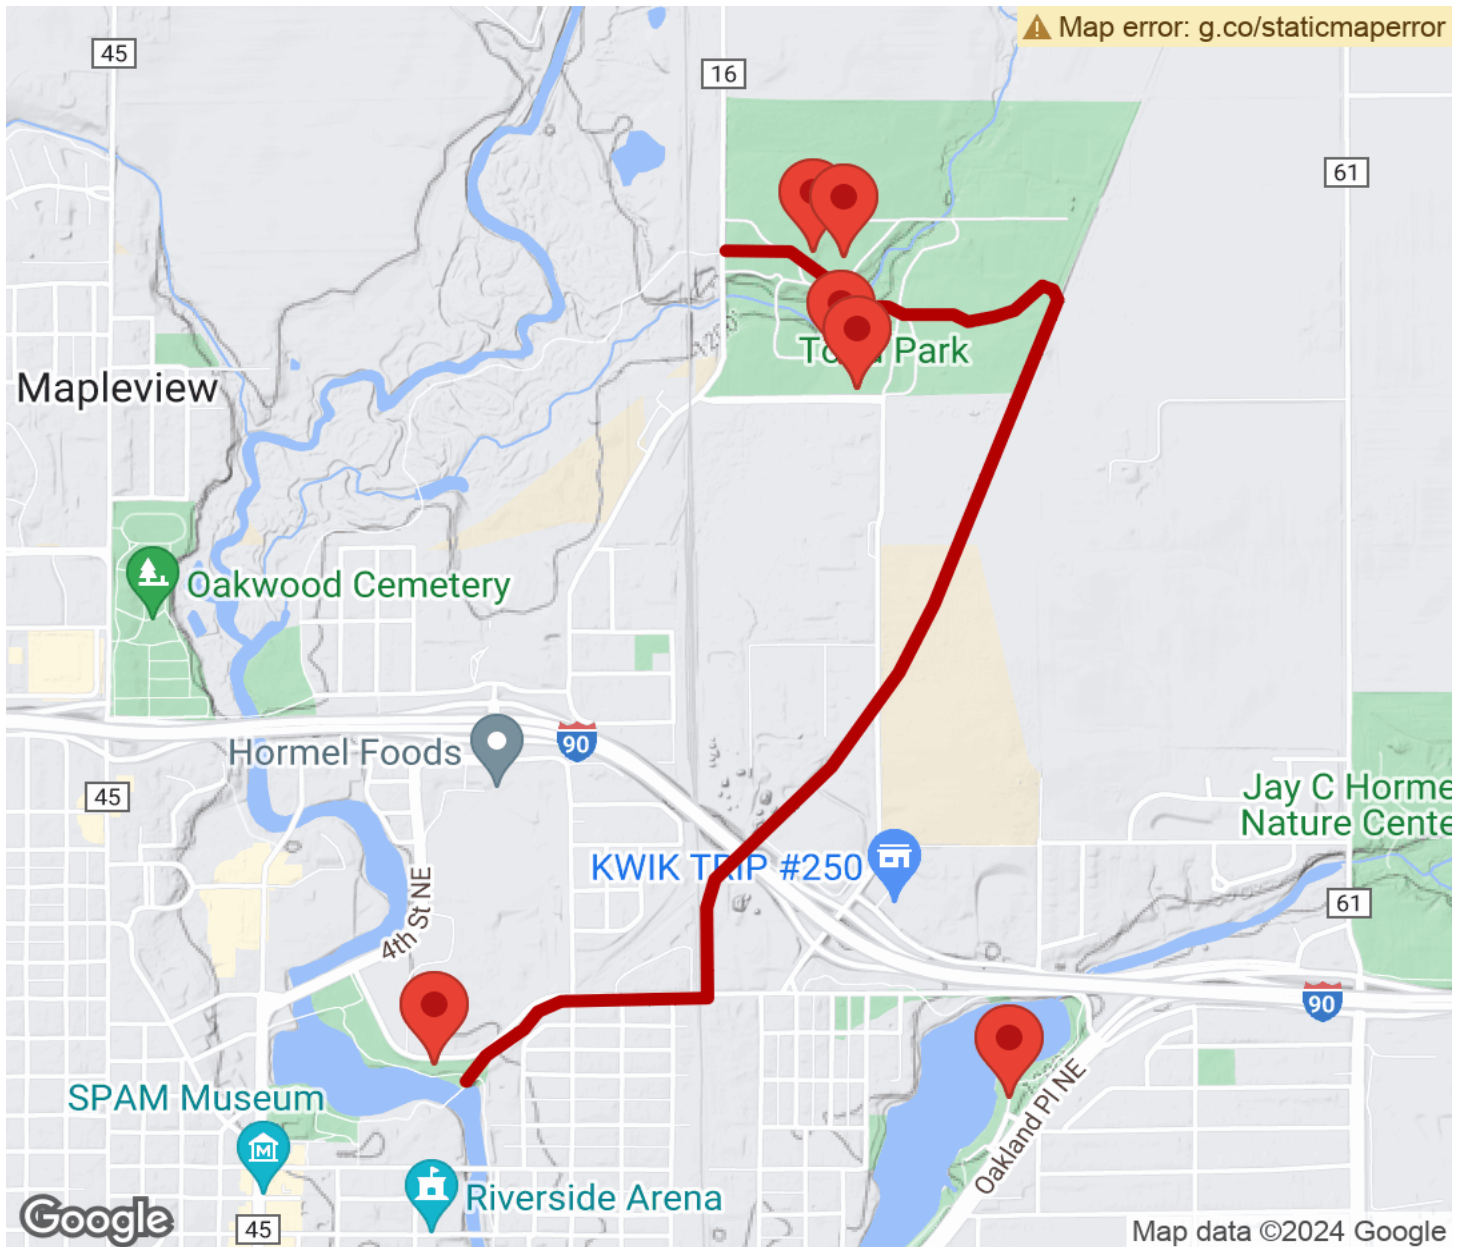 Map error: g.co/staticmaperror
45
16
61
Park
Mapleview
Oakwood Cemetery
Hormel Foods
90
45
Jay C Horme
Nature Cente
KWIK TRIP #250
61
4th St NE
90
SPAM Museum
Oakland Pl NE
Riverside Arena
Google
45
Map data ©2024 Google